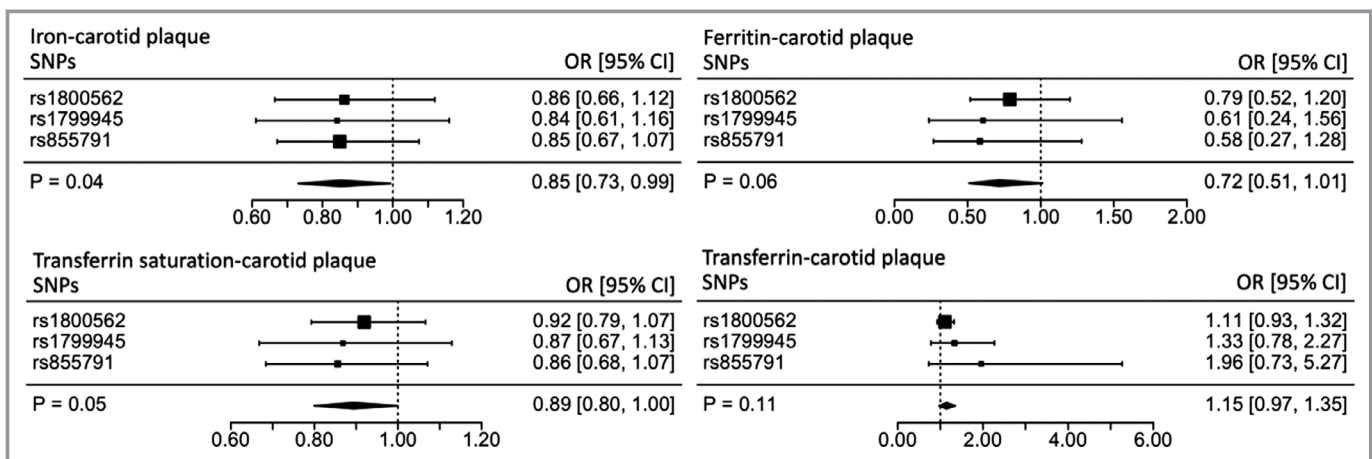 Iron-carotid plaque
SNPs OR [95% CI]
rs1800562 0.86 [0.66, 1.12]
rs1799945 0.84 [0.61, 1.16]
rs855791 0.85 [0.67, 1.07]
P = 0.04 0.85 [0.73, 0.99]
0.60 0.80 1.00 1.20
Ferritin-carotid plaque
SNPs OR [95% CI]
rs1800562 0.79 [0.52, 1.20]
rs1799945 0.61 [0.24, 1.56]
rs855791 0.58 [0.27, 1.28]
P = 0.06 0.72 [0.51, 1.01]
0.00 0.50 1.00 1.50 2.00
Transferrin saturation-carotid plaque
SNPs OR [95% CI]
rs1800562 0.92 [0.79, 1.07]
rs1799945 0.87 [0.67, 1.13]
rs855791 0.86 [0.68, 1.07]
P = 0.05 0.89 [0.80, 1.00]
0.60 0.80 1.00 1.20
Transferrin-carotid plaque
SNPs OR [95% CI]
rs1800562 1.11 [0.93, 1.32]
rs1799945 1.33 [0.78, 2.27]
rs855791 1.96 [0.73, 5.27]
P = 0.11 1.15 [0.97, 1.35]
0.00 2.00 4.00 6.00